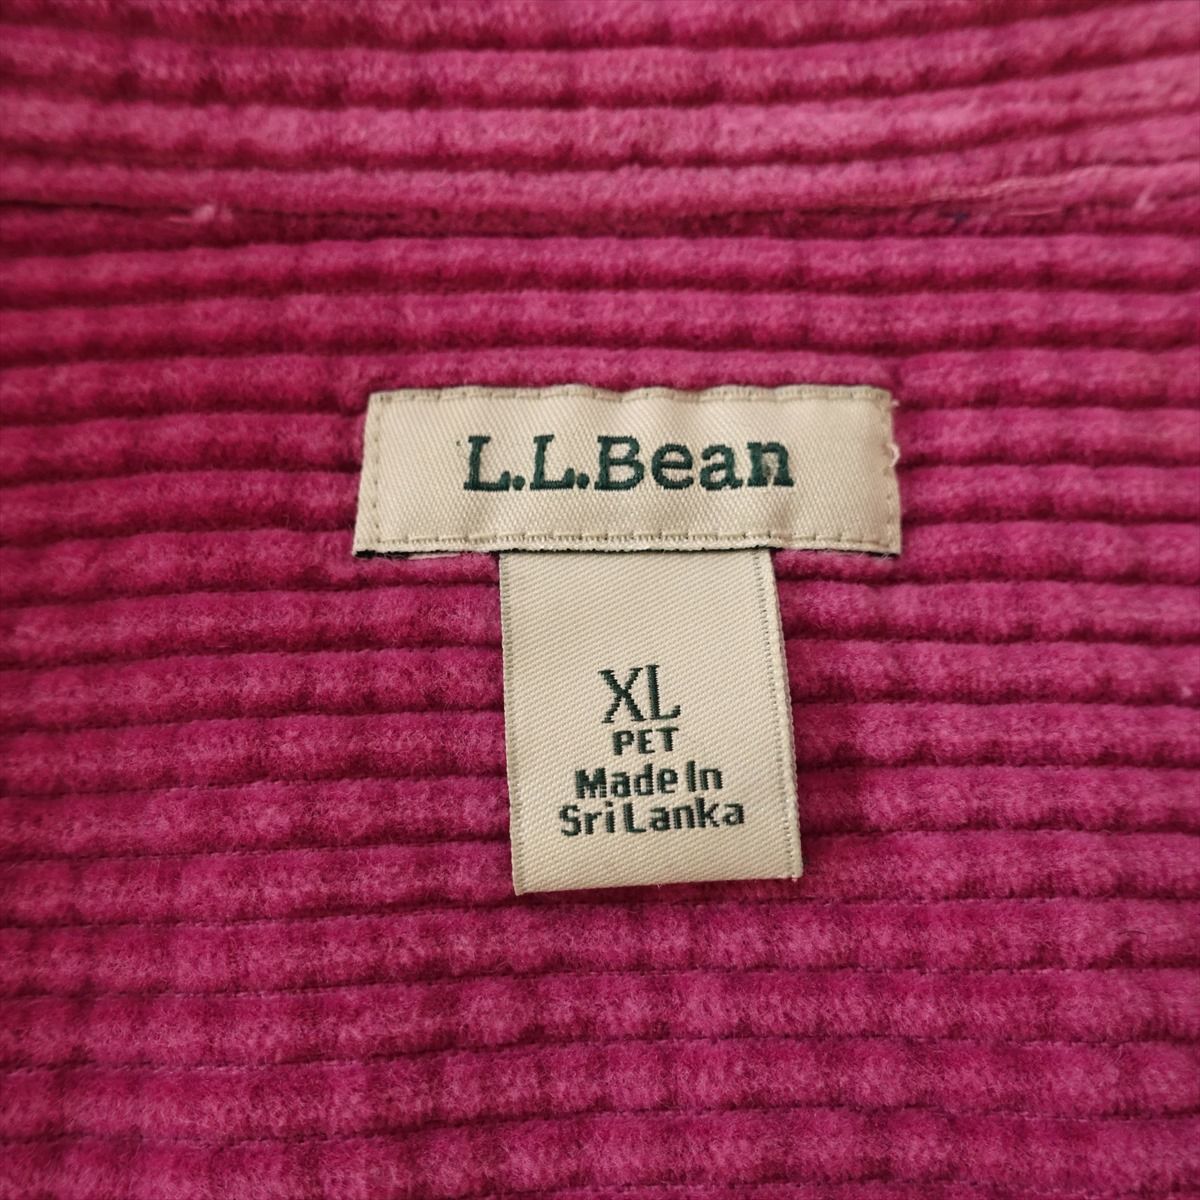 L.L.Bean
XL
PET
Made In
Sri Lanka